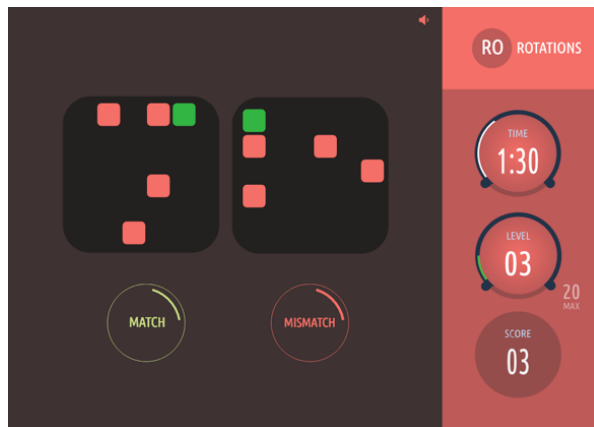 RO ROTATIONS
TIME
1:30
LEVEL
03
20
MAX
SCORE
03
MATCH
MISMATCH